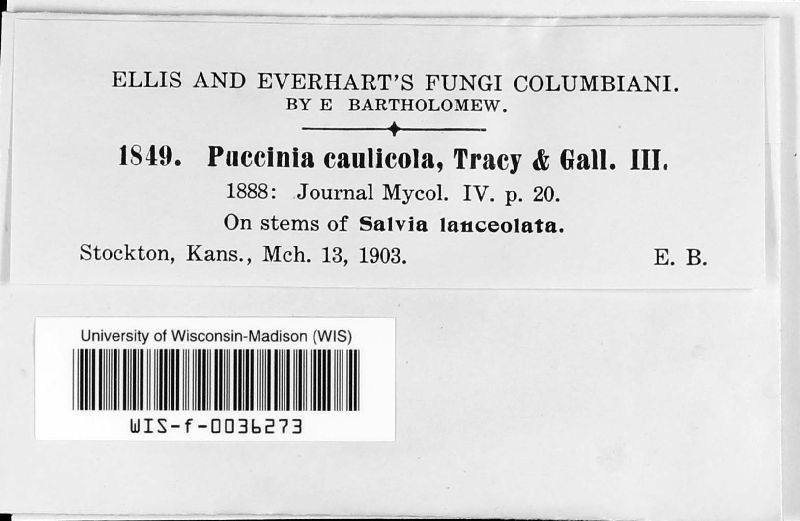 ELLIS AND EVERHART'S FUNGI COLUMBIANI.
BY E BARTHOLOMEW.
1849. Puccinia caulicola, Tracy & Gall. III.
1888: Journal Mycol. IV. p. 20.
On stems of Salvia lanceolata.
Stockton, Kans., Mch. 13, 1903. E. B.
University of Wisconsin-Madison (WIS)
WIS-f-0036273